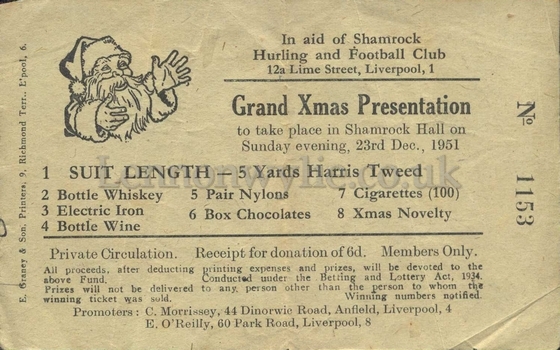 In aid of Shamrock
Hurling and Football Club
12a Lime Street, Liverpool, 1
Grand Xmas Presentation
to take place in Shamrock Hall on
Sunday evening, 23rd Dec., 1951
1 SUIT LENGTH — 5 Yards Harris Tweed
2 Bottle Whiskey 5 Pair Nylons 7 Cigarettes (100)
3 Electric Iron 6 Box Chocolates 8 Xmas Novelty
4 Bottle Wine
Private Circulation. Receipt for donation of 6d. Members Only.
All proceeds, after deducting printing expenses and prizes, will be devoted to the
above Fund. Conducted under the Betting and Lottery Act, 1934.
Prizes will not be delivered to any person other than the person to whom the
winning ticket was sold. Winning numbers notified.
Promoters : C. Morrissey, 44 Dinorwic Road, Anfield, Liverpool, 4
E. O'Reilly, 60 Park Road, Liverpool, 8
E. Graney & Son, Printers, 9, Richmond Terr., L'pool, 6.
No 1153
Lennonwylie.co.uk